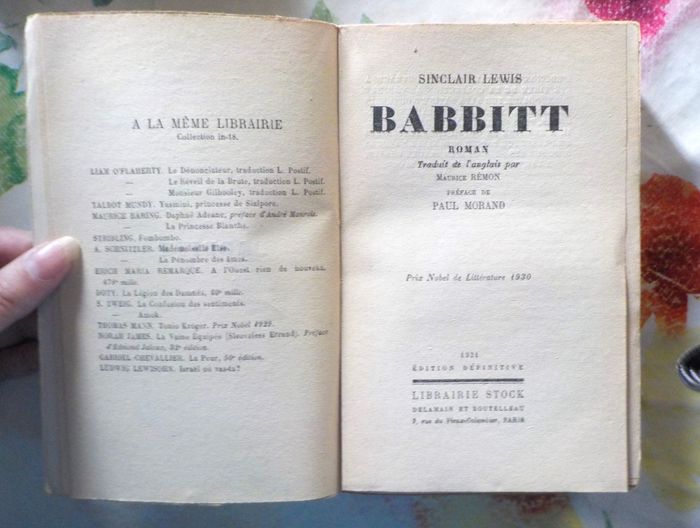 A LA MÊME LIBRAIRIE
Collection in-18.
LIAM O'FLAHERTY. Le Dénonciateur, traduction L. Postif.
— Le Réveil de la Brute, traduction L. Postif.
— Monsieur Gilhooley, traduction L. Postif.
TALBOT MUNDY. Yasmini, princesse de Sialpore.
MAURICE BARING. Daphné Adeane, préface d'André Maurois.
— La Princesse Blanche.
STRIBLING. Fombombo.
A. SCHNITZLER. Mademoiselle Else.
— La Pénombre des âmes.
ERICH MARIA REMARQUE. A l'Ouest rien de nouveau,
mille.
DOTY. La Légion des Damnés, mille.
S. ZWEIG. La Confusion des sentiments.
— Amok.
THOMAS MANN. Tonio Kröger. Prix Nobel 1929.
NORAH JAMES. La Vaine Équipée (Sleeveless Errand). Préface
d'Edmond Jaloux, édition.
GABRIEL CHEVALLIER. La Peur, édition.
LUDWIG LEWISOHN. Israël où vas-tu?
SINCLAIR LEWIS
BABBITT
ROMAN
Traduit de l'anglais par
MAURICE RÉMON
PRÉFACE DE
PAUL MORAND
Prix Nobel de Littérature 1930
ÉDITION DÉFINITIVE
LIBRAIRIE STOCK
DELAMAIN ET BOUTELLEAU
7, rue du Vieux-Colombier, PARIS